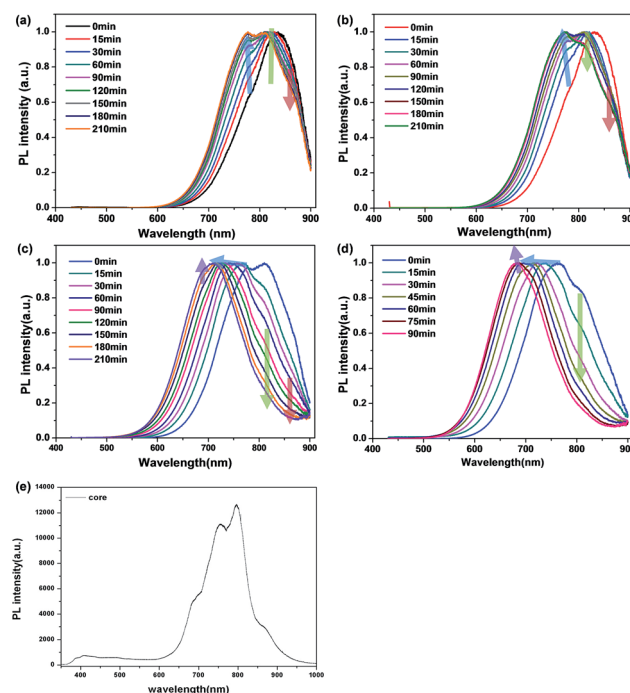 (a)
0min
15min
30min
60min
90min
120min
150min
180min
210min
PL intensity (a.u.)
1.0
0.8
0.6
0.4
0.2
0.0
400 500 600 700 800 900
Wavelength (nm)
(b)
0min
15min
30min
60min
90min
120min
150min
180min
210min
PL intensity (a.u.)
1.0
0.8
0.6
0.4
0.2
0.0
400 500 600 700 800 900
Wavelength(nm)
(c)
0min
15min
30min
60min
90min
120min
150min
180min
210min
PL intensity(a.u.)
1.0
0.8
0.6
0.4
0.2
0.0
400 500 600 700 800 900
Wavelength(nm)
(d)
0min
15min
30min
45min
60min
75min
90min
PL intensity(a.u.)
1.0
0.8
0.6
0.4
0.2
0.0
400 500 600 700 800
Wavelength(nm)
(e)
core
PL intensity(a.u.)
14000
12000
10000
8000
6000
4000
2000
0
400 500 600 700 800 900 1000
wavelength(nm)